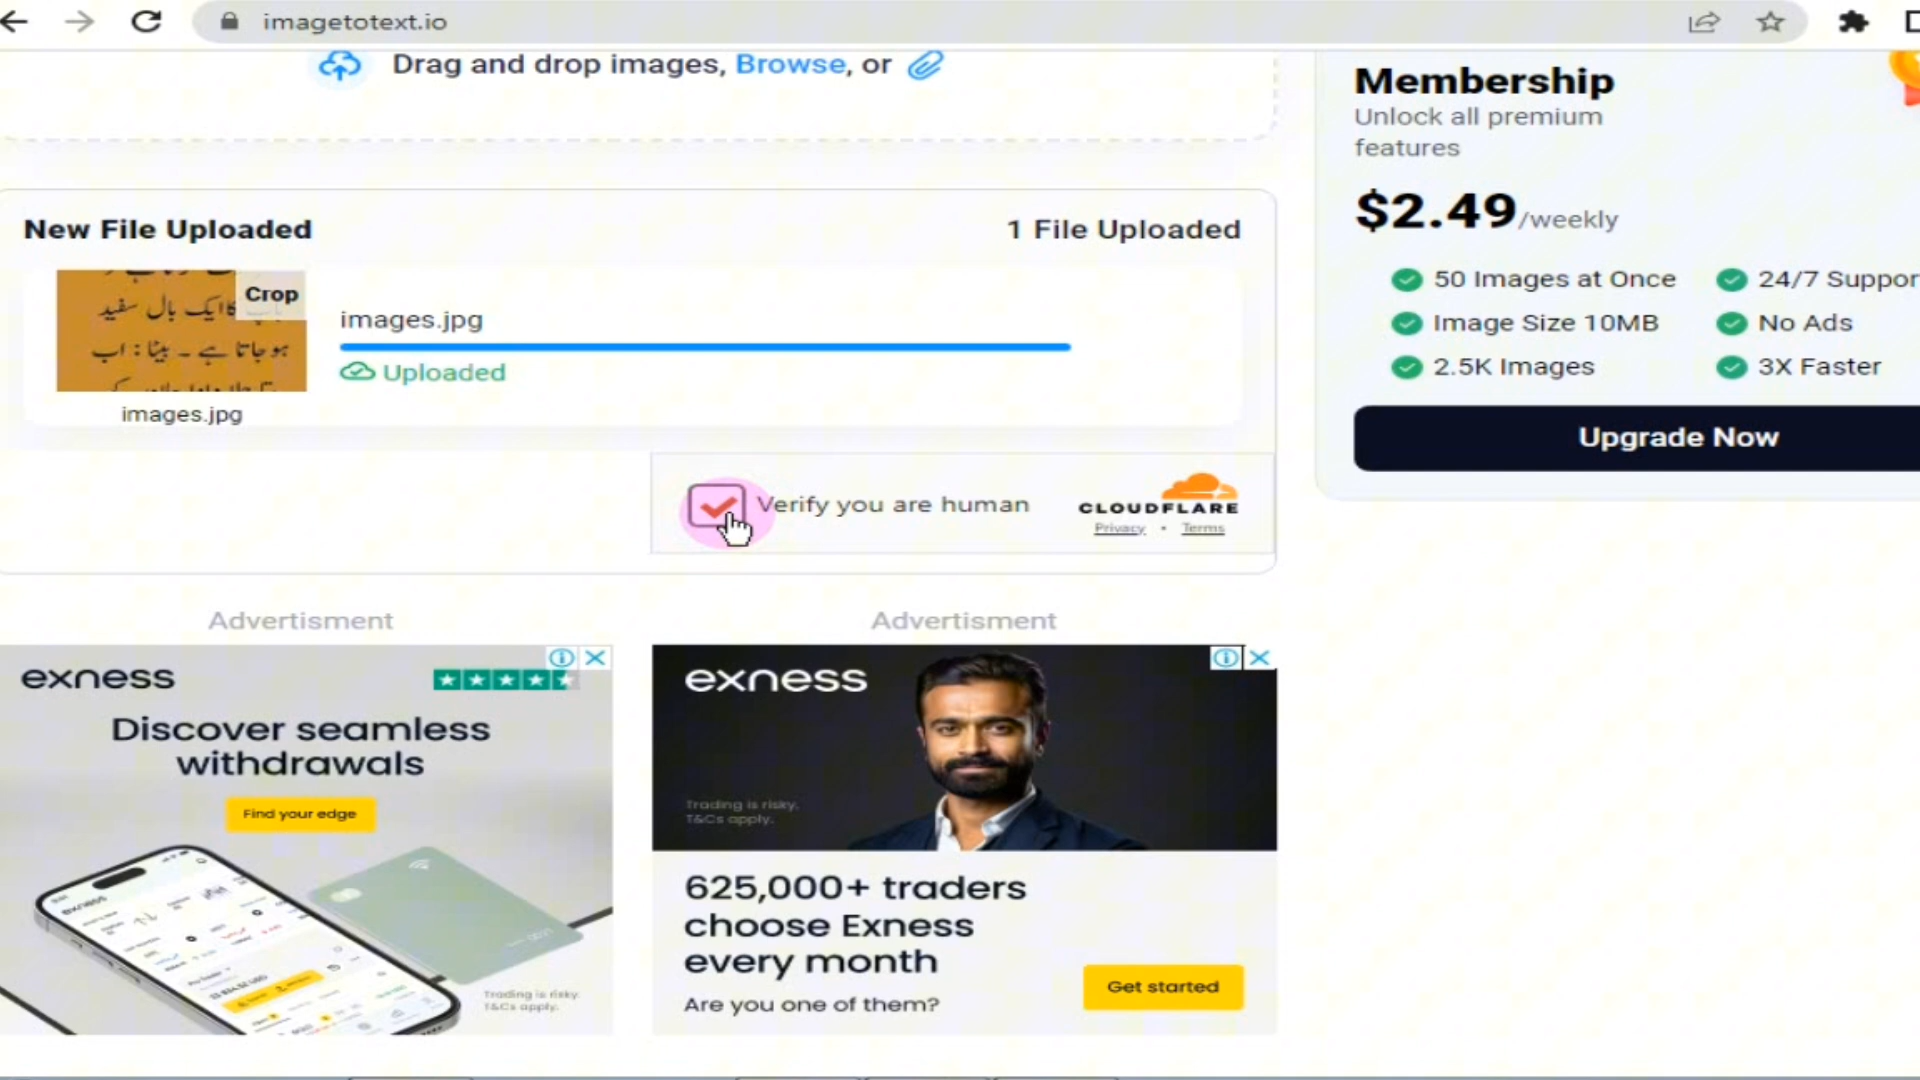 imagetotext.io
Drag and drop images, Browse, or
New File Uploaded
1 File Uploaded
Crop
کاایک بال سفید
ہوجاتا ہے ۔ بیٹا : اب
images.jpg
images.jpg
Uploaded
Verify you are human
CLOUDFLARE
Privacy • Terms
Membership
Unlock all premium
features
$2.49/weekly
50 Images at Once
24/7 Suppor
Image Size 10MB
No Ads
2.5K Images
3X Faster
Upgrade Now
Advertisment
exness
Discover seamless
withdrawals
Find your edge
exness
Trading is risky.
T&Cs apply.
Advertisment
exness
Trading is risky.
T&Cs apply.
625,000+ traders
choose Exness
every month
Are you one of them?
Get started